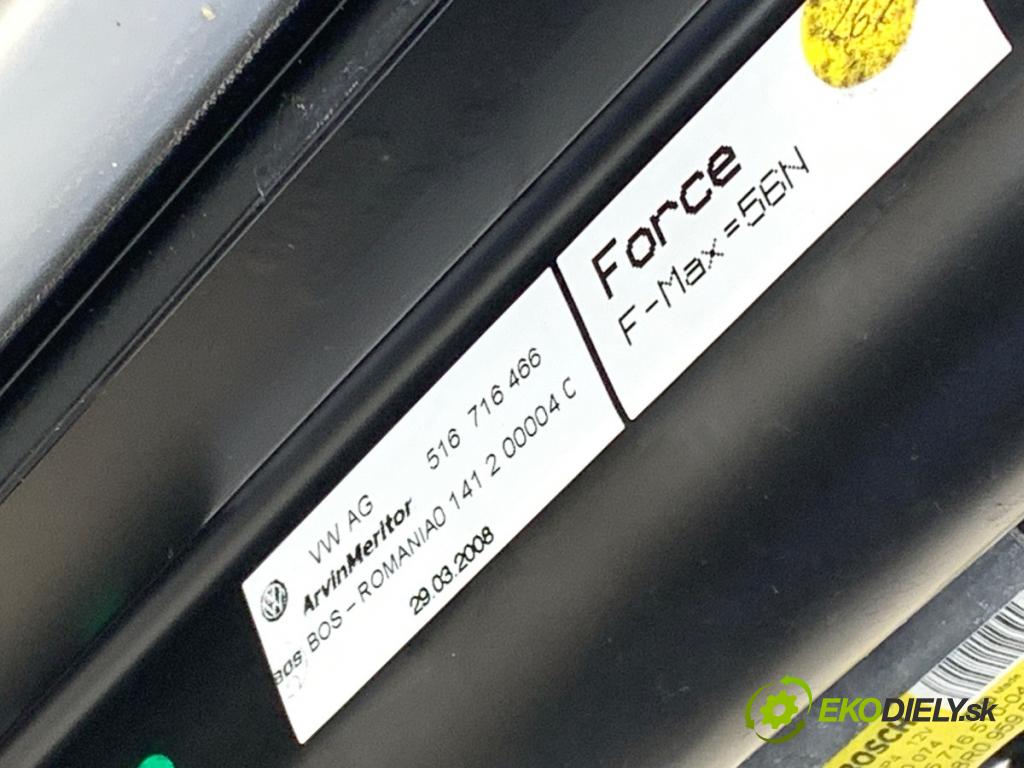 Force
F-Max=56N
VW AG 516 716 466
ArvinMeritor
BOS BOS-ROMANIA0 141 2 00004 C
29.03.2008
EKODIELY.sk
BOSCH